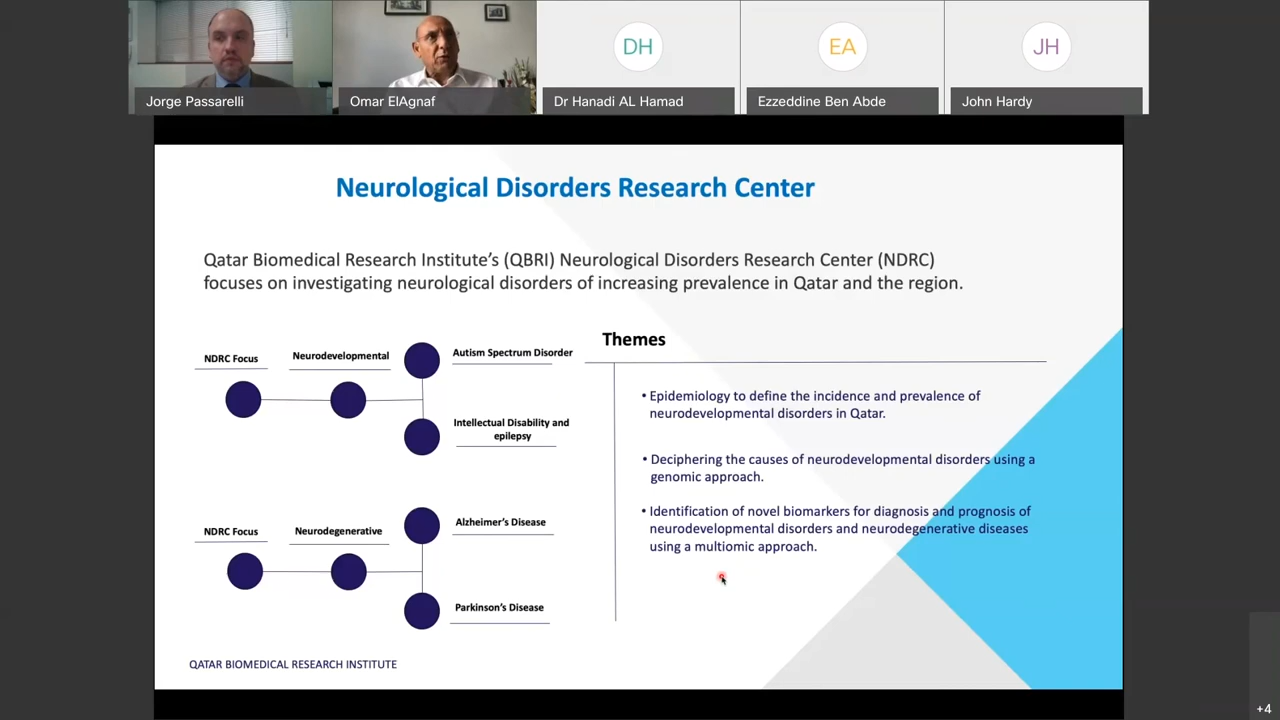 Jorge Passarelli
Omar ElAgnaf
DH
Dr Hanadi AL Hamad
EA
Ezzeddine Ben Abde
JH
John Hardy
Neurological Disorders Research Center
Qatar Biomedical Research Institute's (QBRI) Neurological Disorders Research Center (NDRC)
focuses on investigating neurological disorders of increasing prevalence in Qatar and the region.
NDRC Focus
Neurodevelopmental
Autism Spectrum Disorder
Intellectual Disability and
epilepsy
NDRC Focus
Neurodegenerative
Alzheimer's Disease
Parkinson's Disease
Themes
• Epidemiology to define the incidence and prevalence of
neurodevelopmental disorders in Qatar.
• Deciphering the causes of neurodevelopmental disorders using a
genomic approach.
• Identification of novel biomarkers for diagnosis and prognosis of
neurodevelopmental disorders and neurodegenerative diseases
using a multiomic approach.
QATAR BIOMEDICAL RESEARCH INSTITUTE
+4